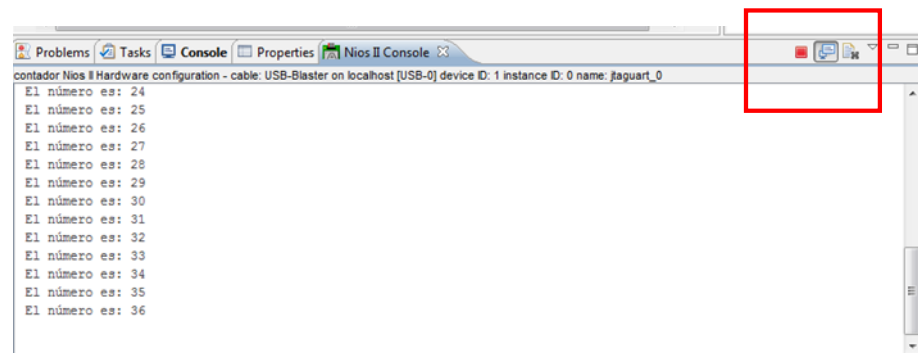 Problems Tasks Console Properties Nios II Console
contador Nios II Hardware configuration - cable: USB-Blaster on localhost [USB-0] device ID: 1 instance ID: 0 name: jtaguart_0
El número es: 24
El número es: 25
El número es: 26
El número es: 27
El número es: 28
El número es: 29
El número es: 30
El número es: 31
El número es: 32
El número es: 33
El número es: 34
El número es: 35
El número es: 36